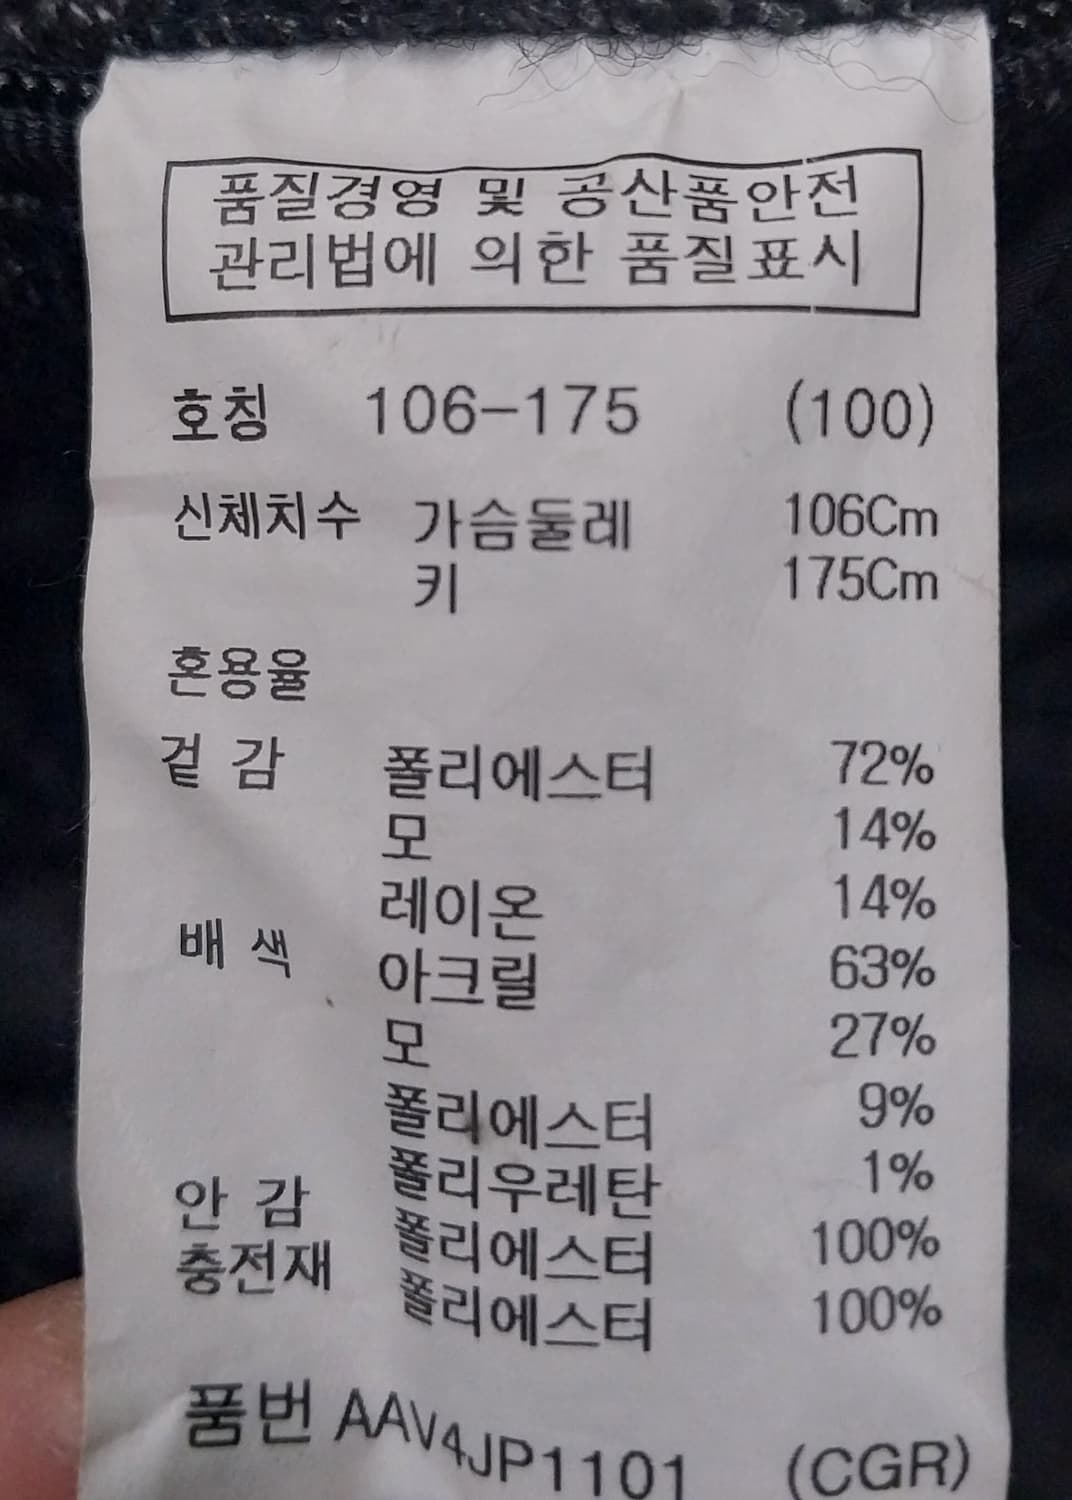 품질경영 및 공산품안전
관리법에 의한 품질표시
호칭 106-175 (100)
신체치수 가슴둘레 106Cm
키 175Cm
혼용율
겉 감 폴리에스터 72%
모 14%
레이온 14%
배 색 아크릴 63%
모 27%
폴리에스터 9%
폴리우레탄 1%
안 감 폴리에스터 100%
충전재 폴리에스터 100%
품번 AAV4JP1101 (CGR)